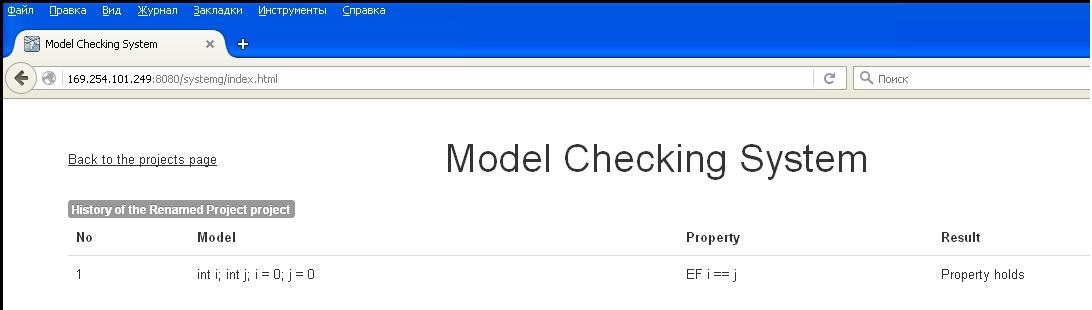 Файл Правка Вид Журнал Закладки Инструменты Справка
Model Checking System × +
169.254.101.249:8080/systemg/index.html Поиск
Back to the projects page Model Checking System
History of the Renamed Project project
No Model Property Result
1 int i; int j; i = 0; j = 0 EF i == j Property holds